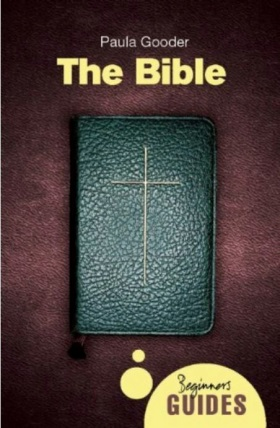 Paula Gooder
The Bible
Beginners
GUIDES